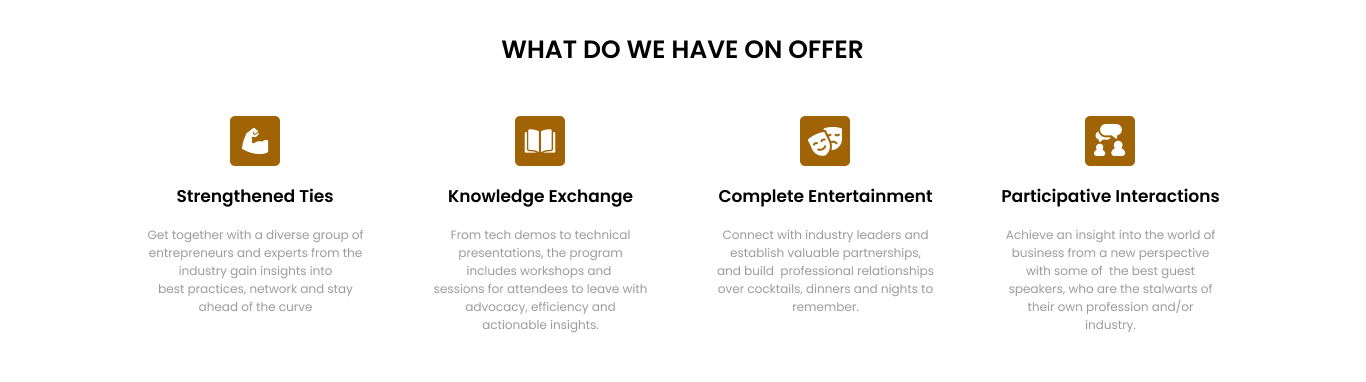 WHAT DO WE HAVE ON OFFER
Strengthened Ties
Get together with a diverse group of
entrepreneurs and experts from the
industry gain insights into
best practices, network and stay
ahead of the curve
Knowledge Exchange
From tech demos to technical
presentations, the program
includes workshops and
sessions for attendees to leave with
advocacy, efficiency and
actionable insights.
Complete Entertainment
Connect with industry leaders and
establish valuable partnerships,
and build  professional relationships
over cocktails, dinners and nights to
remember.
Participative Interactions
Achieve an insight into the world of
business from a new perspective
with some of  the best guest
speakers, who are the stalwarts of
their own profession and/or
industry.